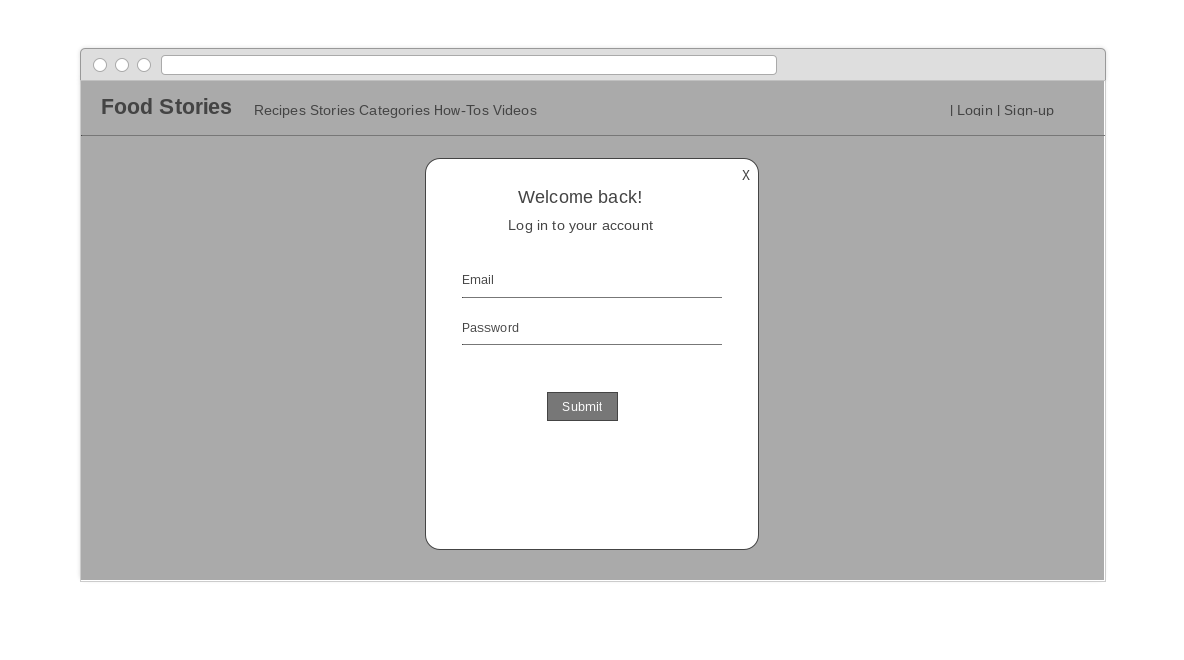 Food Stories
Recipes Stories Categories How-Tos Videos
| Login | Sign-up
X
Welcome back!
Log in to your account
Email
Password
Submit